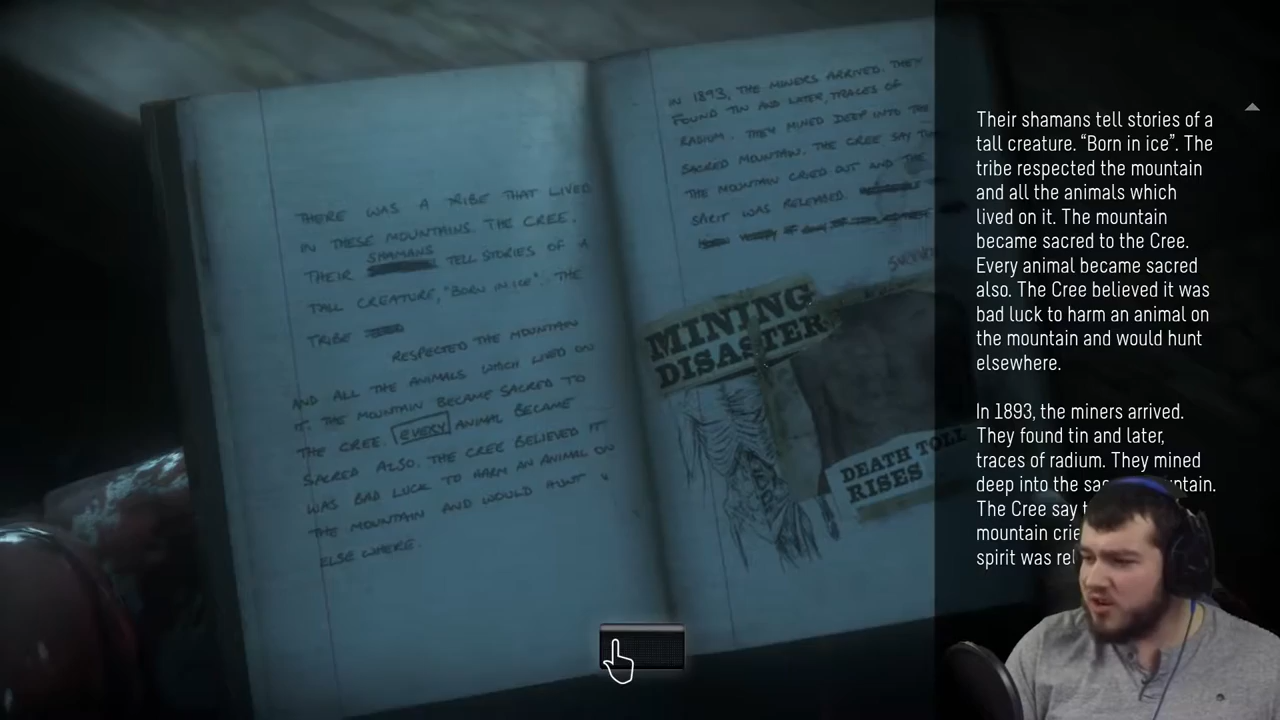 THERE WAS A TRIBE THAT LIVED
IN THESE MOUNTAINS. THE CREE.
SHAMANS
THEIR TELL STORIES OF A
TALL CREATURE, "BORN IN ICE". THE
TRIBE
RESPECTED THE MOUNTAIN
AND ALL THE ANIMALS WHICH LIVED ON
IT. THE MOUNTAIN BECAME SACRED TO
THE CREE. EVERY ANIMAL BECAME
SACRED ALSO. THE CREE BELIEVED IT
WAS BAD LUCK TO HARM AN ANIMAL ON
THE MOUNTAIN AND WOULD HUNT
ELSE WHERE.
IN 1893, THE MINERS ARRIVED. THEY
FOUND TIN AND LATER, TRACES OF
RADIUM. THEY MINED DEEP INTO THE
SACRED MOUNTAIN. THE CREE SAY
THE MOUNTAIN CRIED OUT AND THE
SPIRIT WAS RELEASED.
MINING
DISASTER
DEATH TOLL
RISES
Their shamans tell stories of a
tall creature. “Born in ice”. The
tribe respected the mountain
and all the animals which
lived on it. The mountain
became sacred to the Cree.
Every animal became sacred
also. The Cree believed it was
bad luck to harm an animal on
the mountain and would hunt
elsewhere.
In 1893, the miners arrived.
They found tin and later,
traces of radium. They mined
deep into the
The Cree say
mountain
spirit was